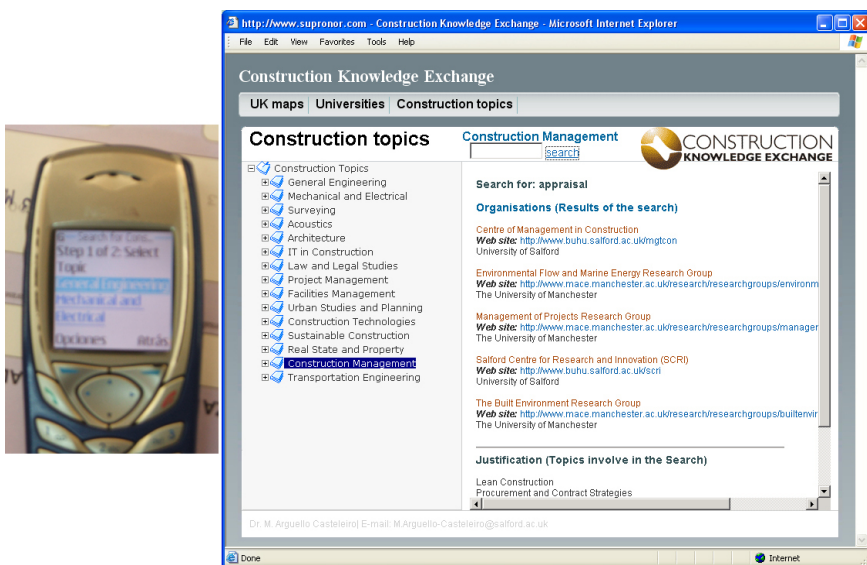 Search for Cons...
Step 1 of 2: Select
Topic
General Engineering
Mechanical and
Electrical
Opciones Atrás
http://www.supronor.com - Construction Knowledge Exchange - Microsoft Internet Explorer
File Edit View Favorites Tools Help
Construction Knowledge Exchange
UK maps Universities Construction topics
Construction topics
Construction Topics
General Engineering
Mechanical and Electrical
Surveying
Acoustics
Architecture
IT in Construction
Law and Legal Studies
Project Management
Facilities Management
Urban Studies and Planning
Construction Technologies
Sustainable Construction
Real State and Property
Construction Management
Transportation Engineering
Construction Management
search
CONSTRUCTION
KNOWLEDGE EXCHANGE
Search for: appraisal
Organisations (Results of the search)
Centre of Management in Construction
Web site: http://www.buhu.salford.ac.uk/mgtcon
University of Salford
Environmental Flow and Marine Energy Research Group
Web site: http://www.mace.manchester.ac.uk/research/researchgroups/environm
The University of Manchester
Management of Projects Research Group
Web site: http://www.mace.manchester.ac.uk/research/researchgroups/manager
The University of Manchester
Salford Centre for Research and Innovation (SCRI)
Web site: http://www.buhu.salford.ac.uk/scri
University of Salford
The Built Environment Research Group
Web site: http://www.mace.manchester.ac.uk/research/researchgroups/builtenvir
The University of Manchester
Justification (Topics involve in the Search)
Lean Construction
Procurement and Contract Strategies
Dr. M. Arguello Casteleiro| E-mail: M.Arguello-Casteleiro@salford.ac.uk
Done
Internet